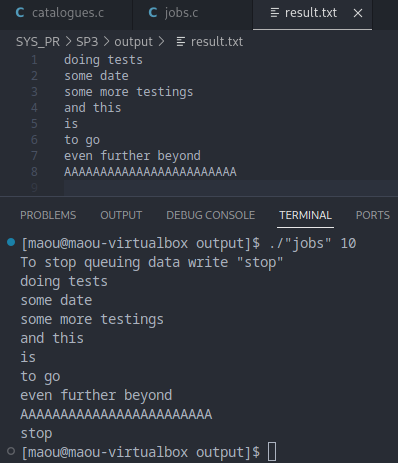 C catalogues.c C jobs.c result.txt X
SYS_PR > SP3 > output > result.txt
1 doing tests
2 some date
3 some more testings
4 and this
5 is
6 to go
7 even further beyond
8 AAAAAAAAAAAAAAAAAAAAAAAA
9
PROBLEMS OUTPUT DEBUG CONSOLE TERMINAL PORTS
[maou@maou-virtualbox output]$ ./"jobs" 10
To stop queuing data write "stop"
doing tests
some date
some more testings
and this
is
to go
even further beyond
AAAAAAAAAAAAAAAAAAAAAAAA
stop
[maou@maou-virtualbox output]$